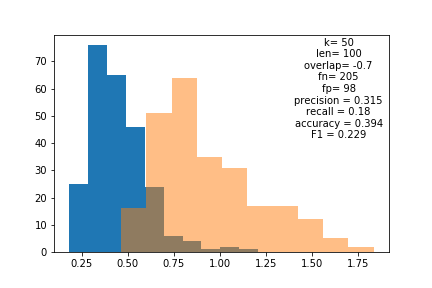 k= 50
len= 100
overlap= -0.7
fn= 205
fp= 98
precision = 0.315
recall = 0.18
accuracy = 0.394
F1 = 0.229
70
60
50
40
30
20
10
0
0.25 0.50 0.75 1.00 1.25 1.50 1.75